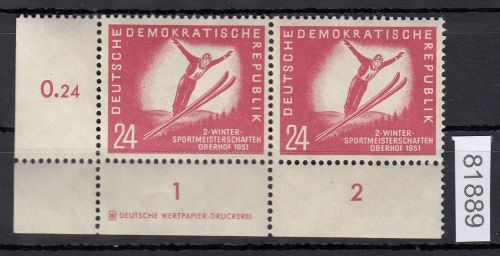 0.24
DEUTSCHE DEMOKRATISCHE REPUBLIK
24
2·WINTER-
SPORTMEISTERSCHAFTEN
OBERHOF 1951
DEUTSCHE DEMOKRATISCHE REPUBLIK
24
2·WINTER-
SPORTMEISTERSCHAFTEN
OBERHOF 1951
1
2
DEUTSCHE WERTPAPIER-DRUCKEREI
81889